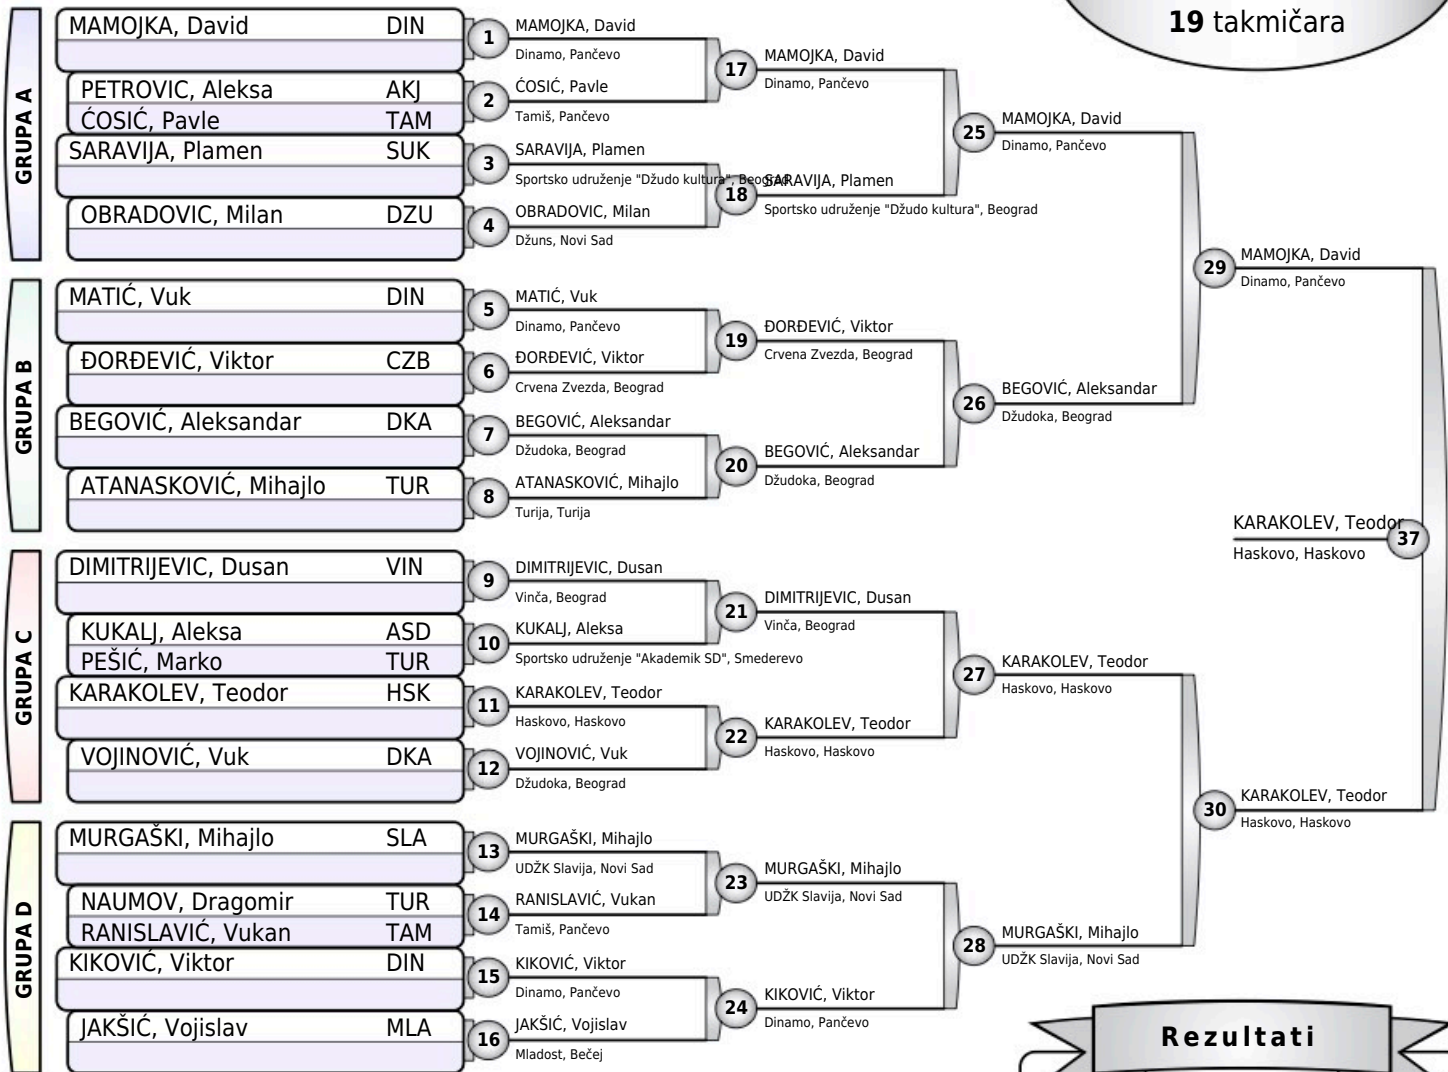 19 takmičara
GRUPA A
MAMOJKA, David DIN
PETROVIC, Aleksa AKJ
ĆOSIĆ, Pavle TAM
SARAVIJA, Plamen SUK
OBRADOVIC, Milan DZU
GRUPA B
MATIĆ, Vuk DIN
ĐORĐEVIĆ, Viktor CZB
BEGOVIĆ, Aleksandar DKA
ATANASKOVIĆ, Mihajlo TUR
GRUPA C
DIMITRIJEVIC, Dusan VIN
KUKALJ, Aleksa ASD
PEŠIĆ, Marko TUR
KARAKOLEV, Teodor HSK
VOJINOVIĆ, Vuk DKA
GRUPA D
MURGAŠKI, Mihajlo SLA
NAUMOV, Dragomir TUR
RANISLAVIĆ, Vukan TAM
KIKOVIĆ, Viktor DIN
JAKŠIĆ, Vojislav MLA
1 MAMOJKA, David
Dinamo, Pančevo
2 ĆOSIĆ, Pavle
Tamiš, Pančevo
3 SARAVIJA, Plamen
Sportsko udruženje "Džudo kultura", Beograd
4 OBRADOVIC, Milan
Džuns, Novi Sad
5 MATIĆ, Vuk
Dinamo, Pančevo
6 ĐORĐEVIĆ, Viktor
Crvena Zvezda, Beograd
7 BEGOVIĆ, Aleksandar
Džudoka, Beograd
8 ATANASKOVIĆ, Mihajlo
Turija, Turija
9 DIMITRIJEVIC, Dusan
Vinča, Beograd
10 KUKALJ, Aleksa
Sportsko udruženje "Akademik SD", Smederevo
11 KARAKOLEV, Teodor
Haskovo, Haskovo
12 VOJINOVIĆ, Vuk
Džudoka, Beograd
13 MURGAŠKI, Mihajlo
UDŽK Slavija, Novi Sad
14 RANISLAVIĆ, Vukan
Tamiš, Pančevo
15 KIKOVIĆ, Viktor
Dinamo, Pančevo
16 JAKŠIĆ, Vojislav
Mladost, Bečej
17 MAMOJKA, David
Dinamo, Pančevo
18 SARAVIJA, Plamen
Sportsko udruženje "Džudo kultura", Beograd
19 ĐORĐEVIĆ, Viktor
Crvena Zvezda, Beograd
20 BEGOVIĆ, Aleksandar
Džudoka, Beograd
21 DIMITRIJEVIC, Dusan
Vinča, Beograd
22 KARAKOLEV, Teodor
Haskovo, Haskovo
23 MURGAŠKI, Mihajlo
UDŽK Slavija, Novi Sad
24 KIKOVIĆ, Viktor
Dinamo, Pančevo
25 MAMOJKA, David
Dinamo, Pančevo
26 BEGOVIĆ, Aleksandar
Džudoka, Beograd
27 KARAKOLEV, Teodor
Haskovo, Haskovo
28 MURGAŠKI, Mihajlo
UDŽK Slavija, Novi Sad
29 MAMOJKA, David
Dinamo, Pančevo
30 KARAKOLEV, Teodor
Haskovo, Haskovo
KARAKOLEV, Teodor 37
Haskovo, Haskovo
Rezultati